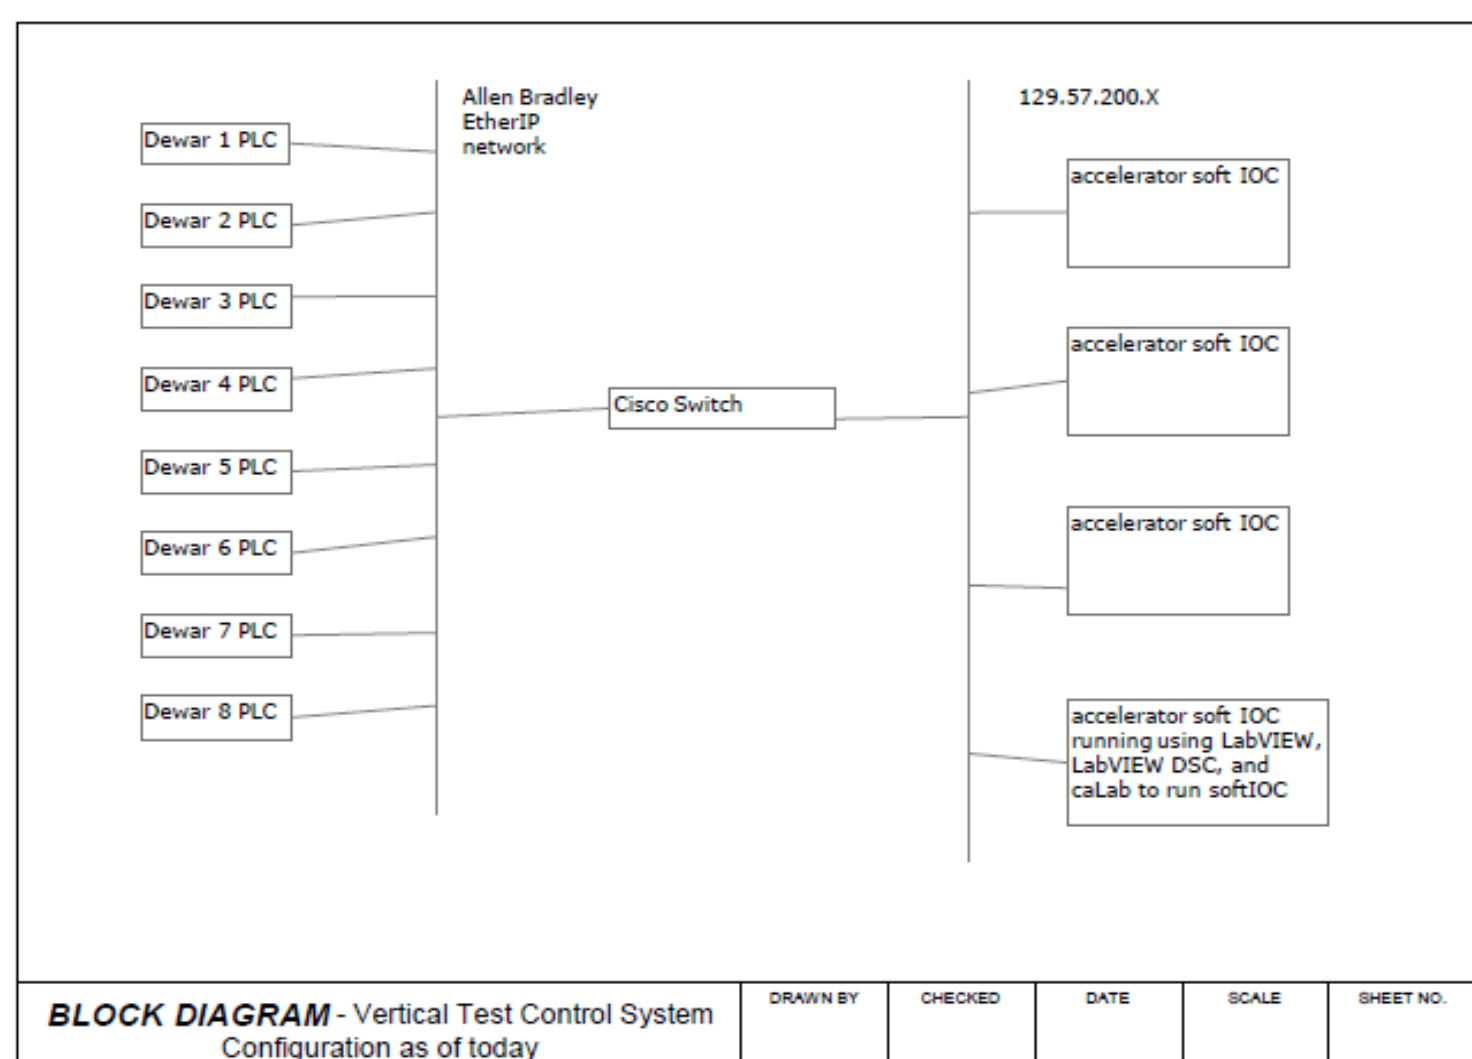 Allen Bradley
EtherIP
network
129.57.200.X
Dewar 1 PLC
Dewar 2 PLC
Dewar 3 PLC
Dewar 4 PLC
Dewar 5 PLC
Dewar 6 PLC
Dewar 7 PLC
Dewar 8 PLC
Cisco Switch
accelerator soft IOC
accelerator soft IOC
accelerator soft IOC
accelerator soft IOC
running using LabVIEW,
LabVIEW DSC, and
caLab to run softIOC
BLOCK DIAGRAM - Vertical Test Control System
Configuration as of today
DRAWN BY
CHECKED
DATE
SCALE
SHEET NO.